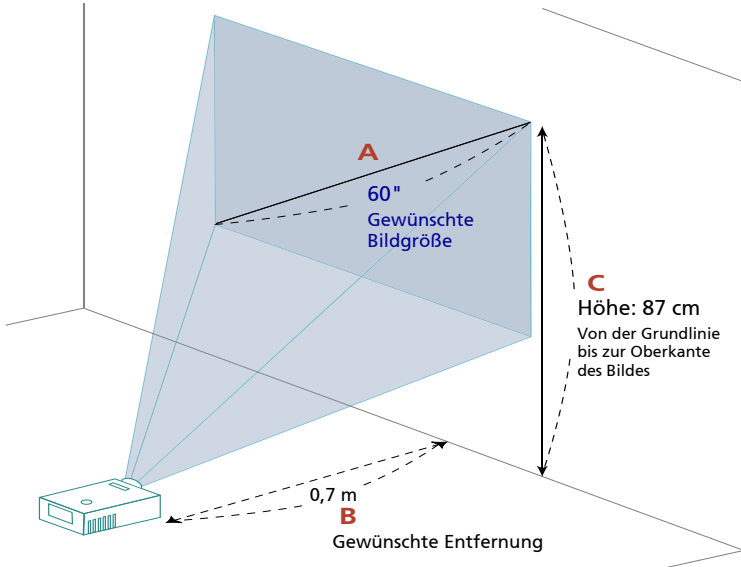 A
60"
Gewünschte
Bildgröße
C
Höhe: 87 cm
Von der Grundlinie
bis zur Oberkante
des Bildes
0,7 m
B
Gewünschte Entfernung